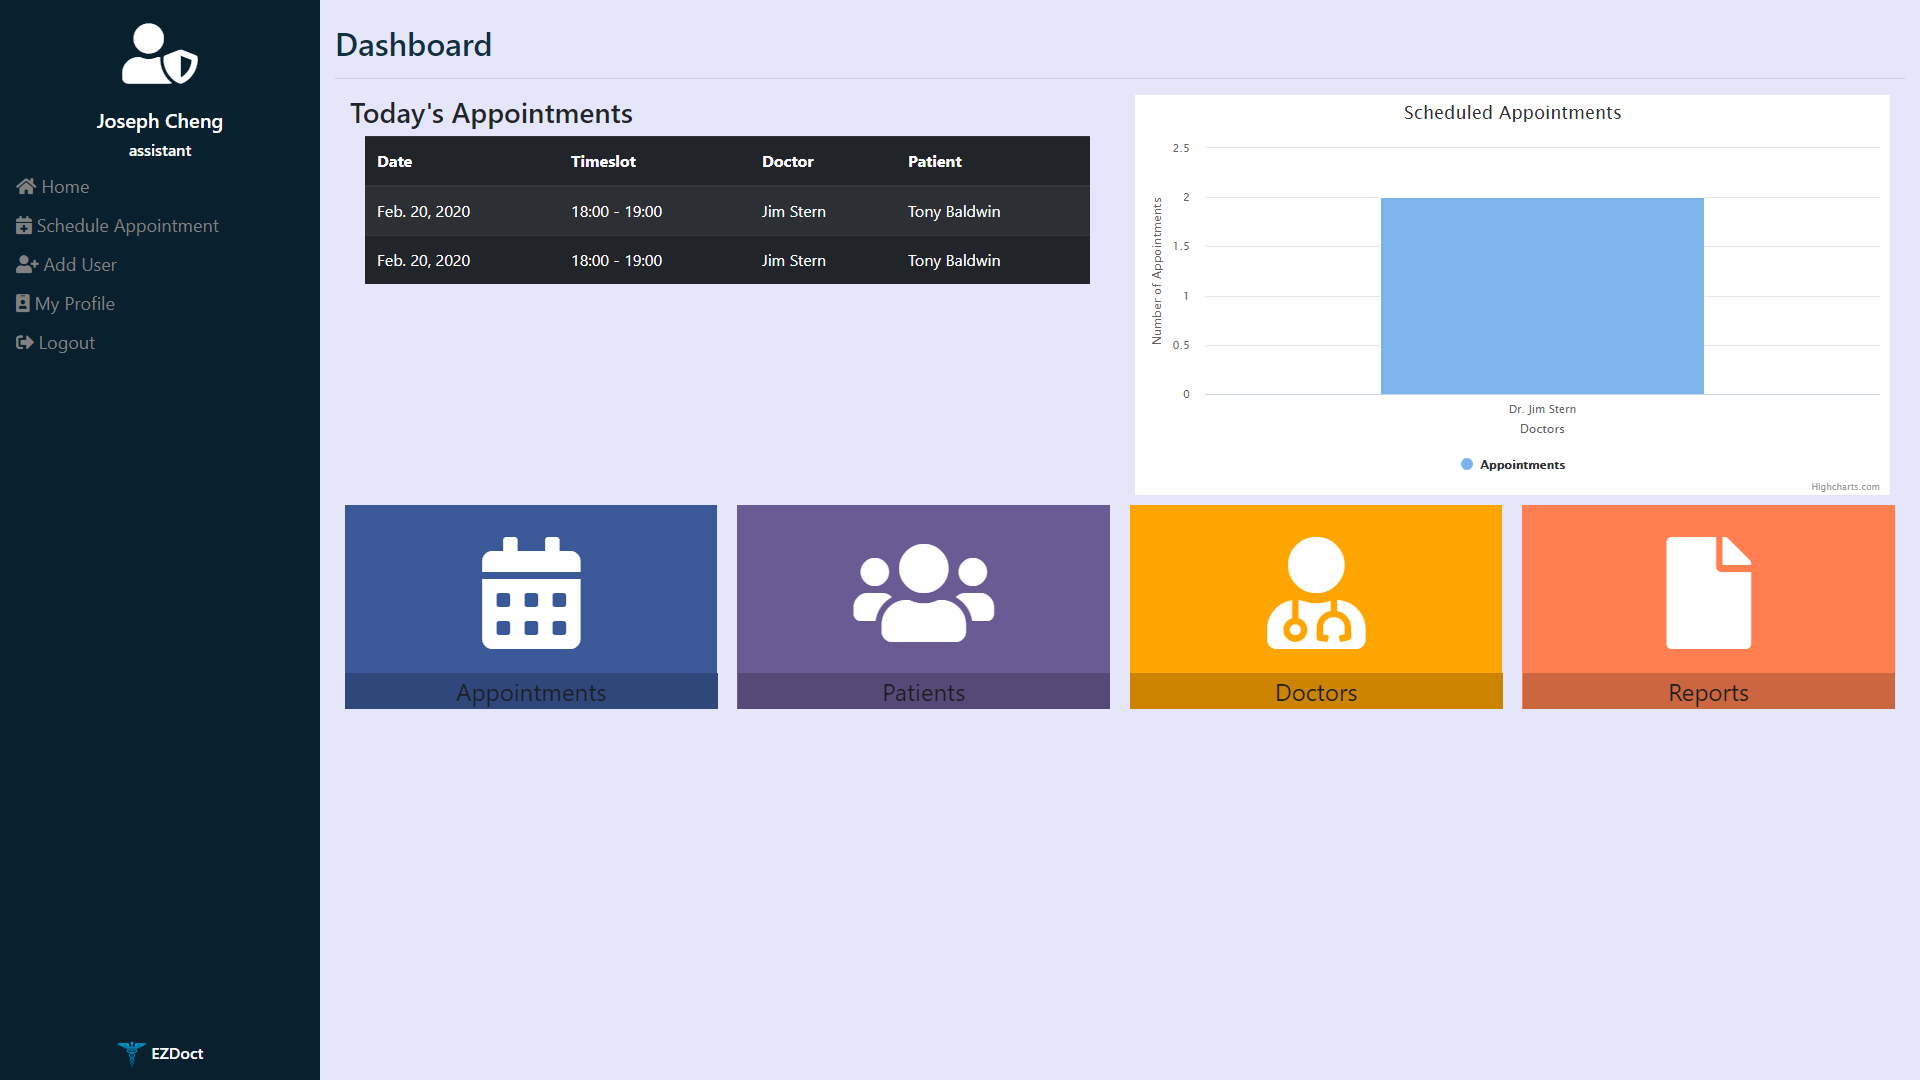 Joseph Cheng
assistant
Home
Schedule Appointment
Add User
My Profile
Logout
EZDoct
Dashboard
Today's Appointments
Date Timeslot Doctor Patient
Feb. 20, 2020 18:00 - 19:00 Jim Stern Tony Baldwin
Feb. 20, 2020 18:00 - 19:00 Jim Stern Tony Baldwin
Scheduled Appointments
Number of Appointments
2.5
2
1.5
1
0.5
0
Dr. Jim Stern
Doctors
Appointments
Highcharts.com
Appointments
Patients
Doctors
Reports